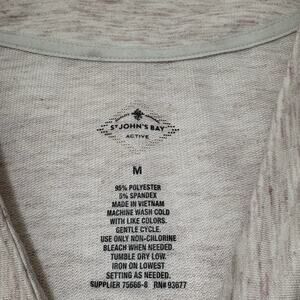 ST JOHN'S BAY
ACTIVE
M
95% POLYESTER
5% SPANDEX
MADE IN VIETNAM
MACHINE WASH COLD
WITH LIKE COLORS.
GENTLE CYCLE.
USE ONLY NON-CHLORINE
BLEACH WHEN NEEDED.
TUMBLE DRY LOW.
IRON ON LOWEST
SETTING AS NEEDED.
SUPPLIER 75665-8 RN# 93677